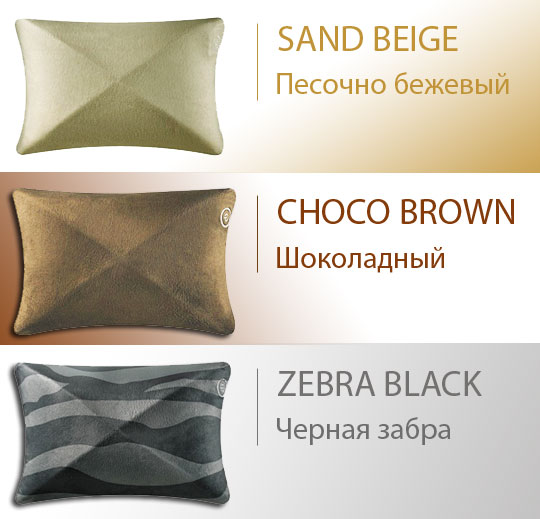 SAND BEIGE
Песочно бежевый
CHOCO BROWN
Шоколадный
ZEBRA BLACK
Черная забра